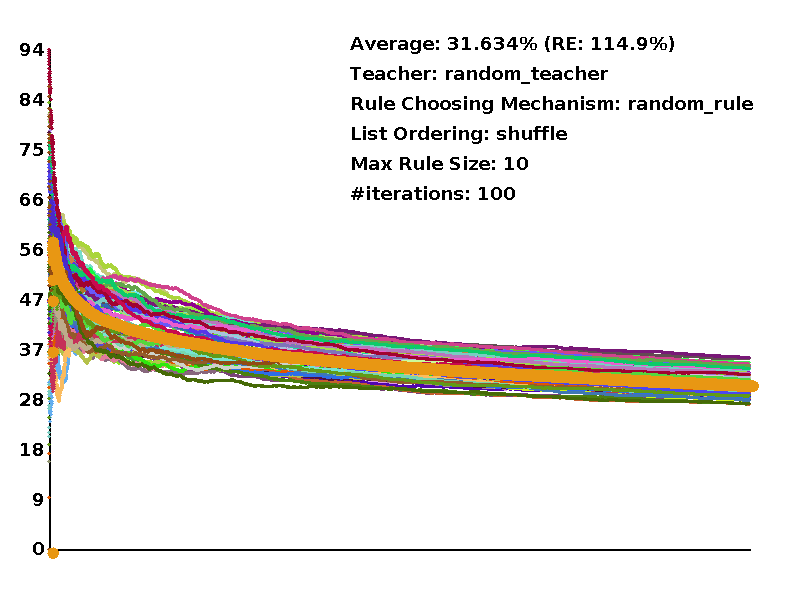 Average: 31.634% (RE: 114.9%)
Teacher: random_teacher
Rule Choosing Mechanism: random_rule
List Ordering: shuffle
Max Rule Size: 10
#iterations: 100
94
84
75
66
56
47
37
28
18
9
0